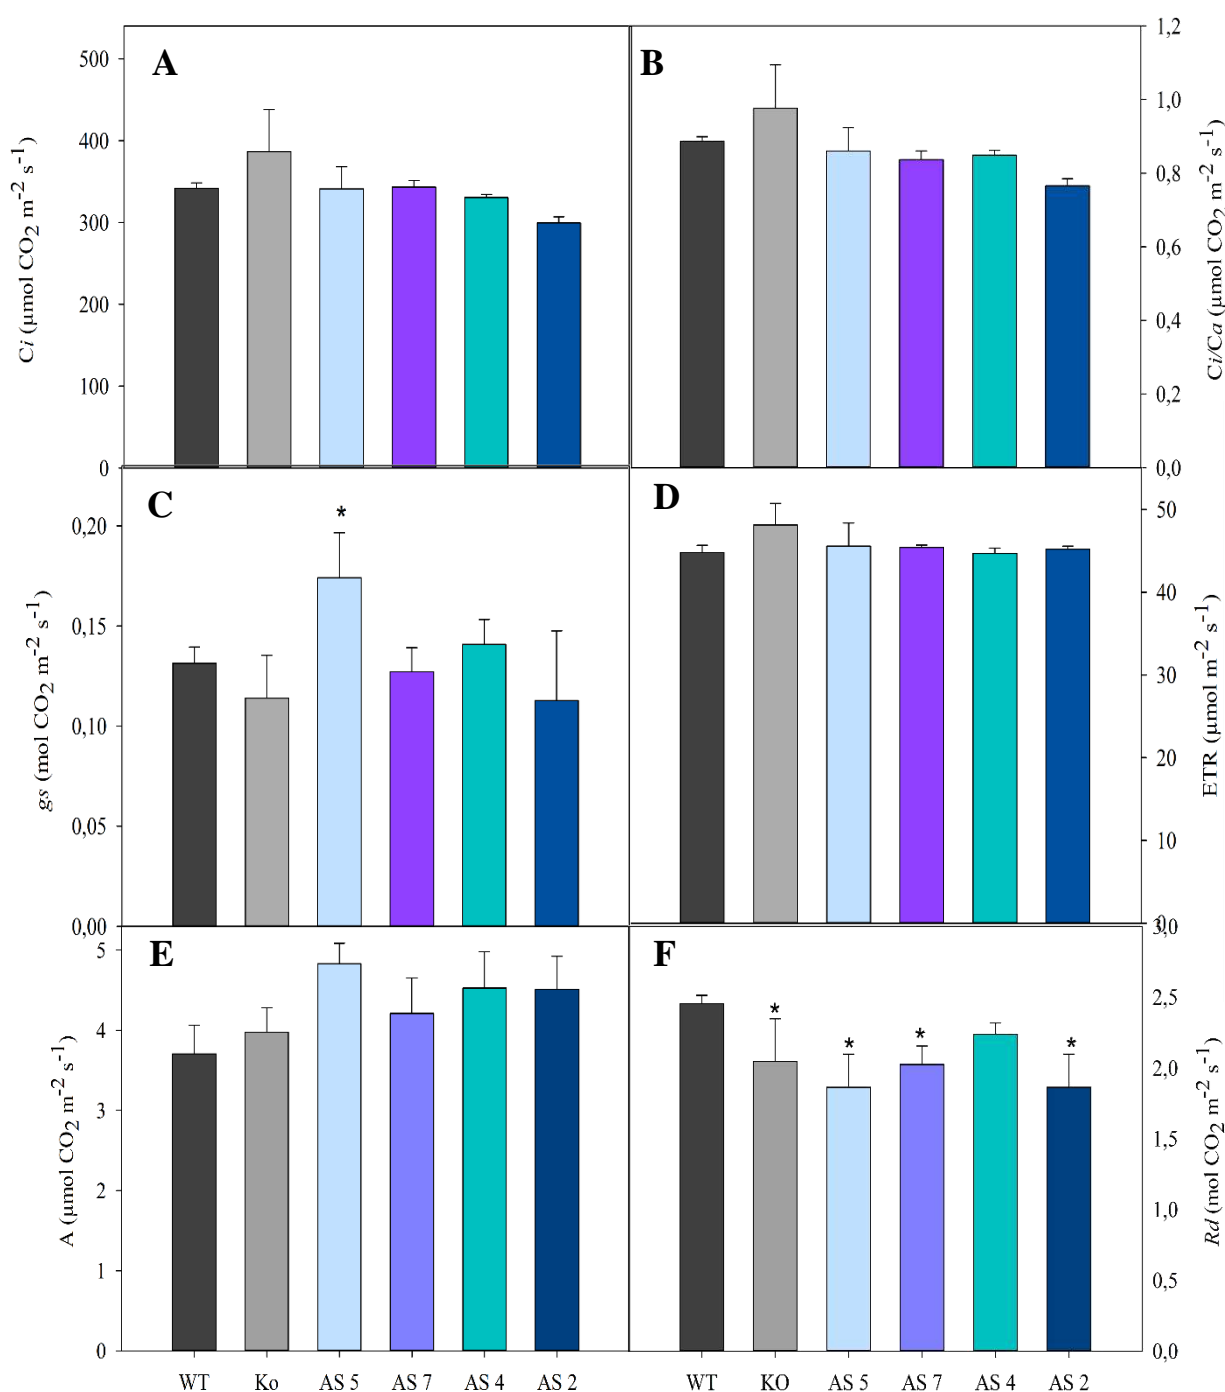 A
500
400
300
200
100
0
Ci (µmol CO2 m-2 s-1)
B
1,2
1,0
0,8
0,6
0,4
0,2
0,0
Ci/Ca (µmol CO2 m-2 s-1)
C
*
0,20
0,15
0,10
0,05
0,00
gs (mol CO2 m-2 s-1)
D
50
40
30
20
10
0
ETR (µmol m-2 s-1)
E
5
4
3
2
1
0
A (µmol CO2 m-2 s-1)
WT Ko AS 5 AS 7 AS 4 AS 2
F
* * * *
3,0
2,5
2,0
1,5
1,0
0,5
0,0
Rd (mol CO2 m-2 s-1)
WT KO AS 5 AS 7 AS 4 AS 2